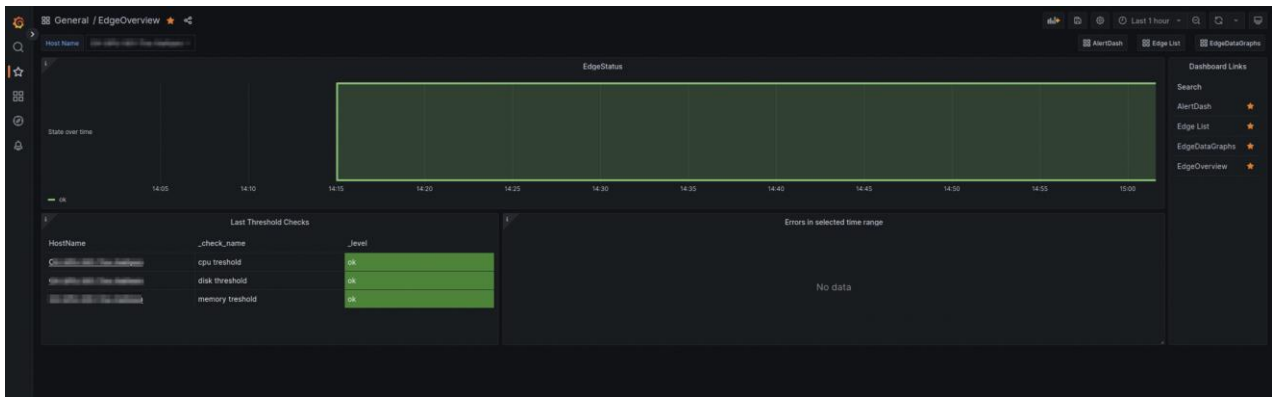 General / EdgeOverview
Last 1 hour
Host Name
AlertDash
Edge List
EdgeDataGraphs
EdgeStatus
State over time
14:05 14:10 14:15 14:20 14:25 14:30 14:35 14:40 14:45 14:50 14:55 15:00
ok
Dashboard Links
Search
AlertDash
Edge List
EdgeDataGraphs
EdgeOverview
Last Threshold Checks
HostName _check_name _level
cpu treshold ok
disk threshold ok
memory treshold ok
Errors in selected time range
No data